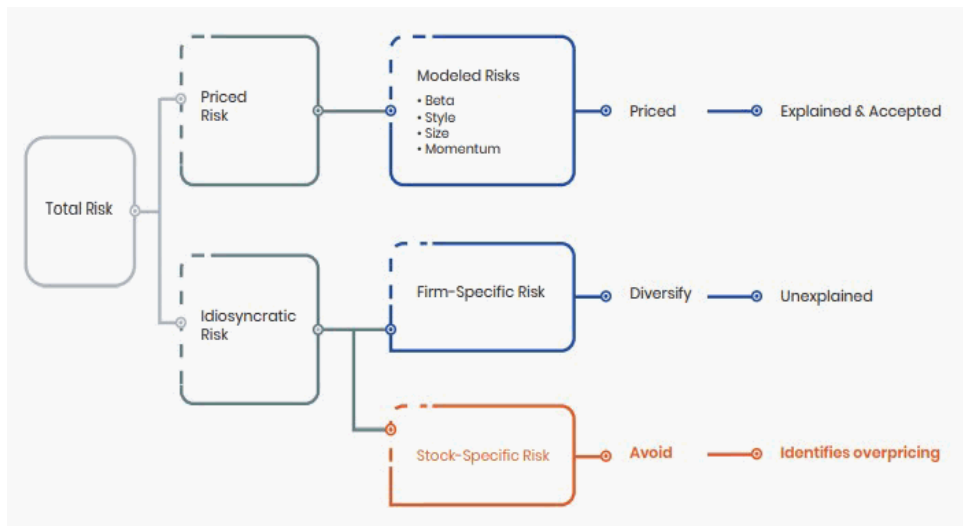 Total Risk
Priced
Risk
Modeled Risks
• Beta
• Style
• Size
• Momentum
Priced
Explained & Accepted
Idiosyncratic
Risk
Firm-Specific Risk
Diversify
Unexplained
Stock-Specific Risk
Avoid
Identifies overpricing